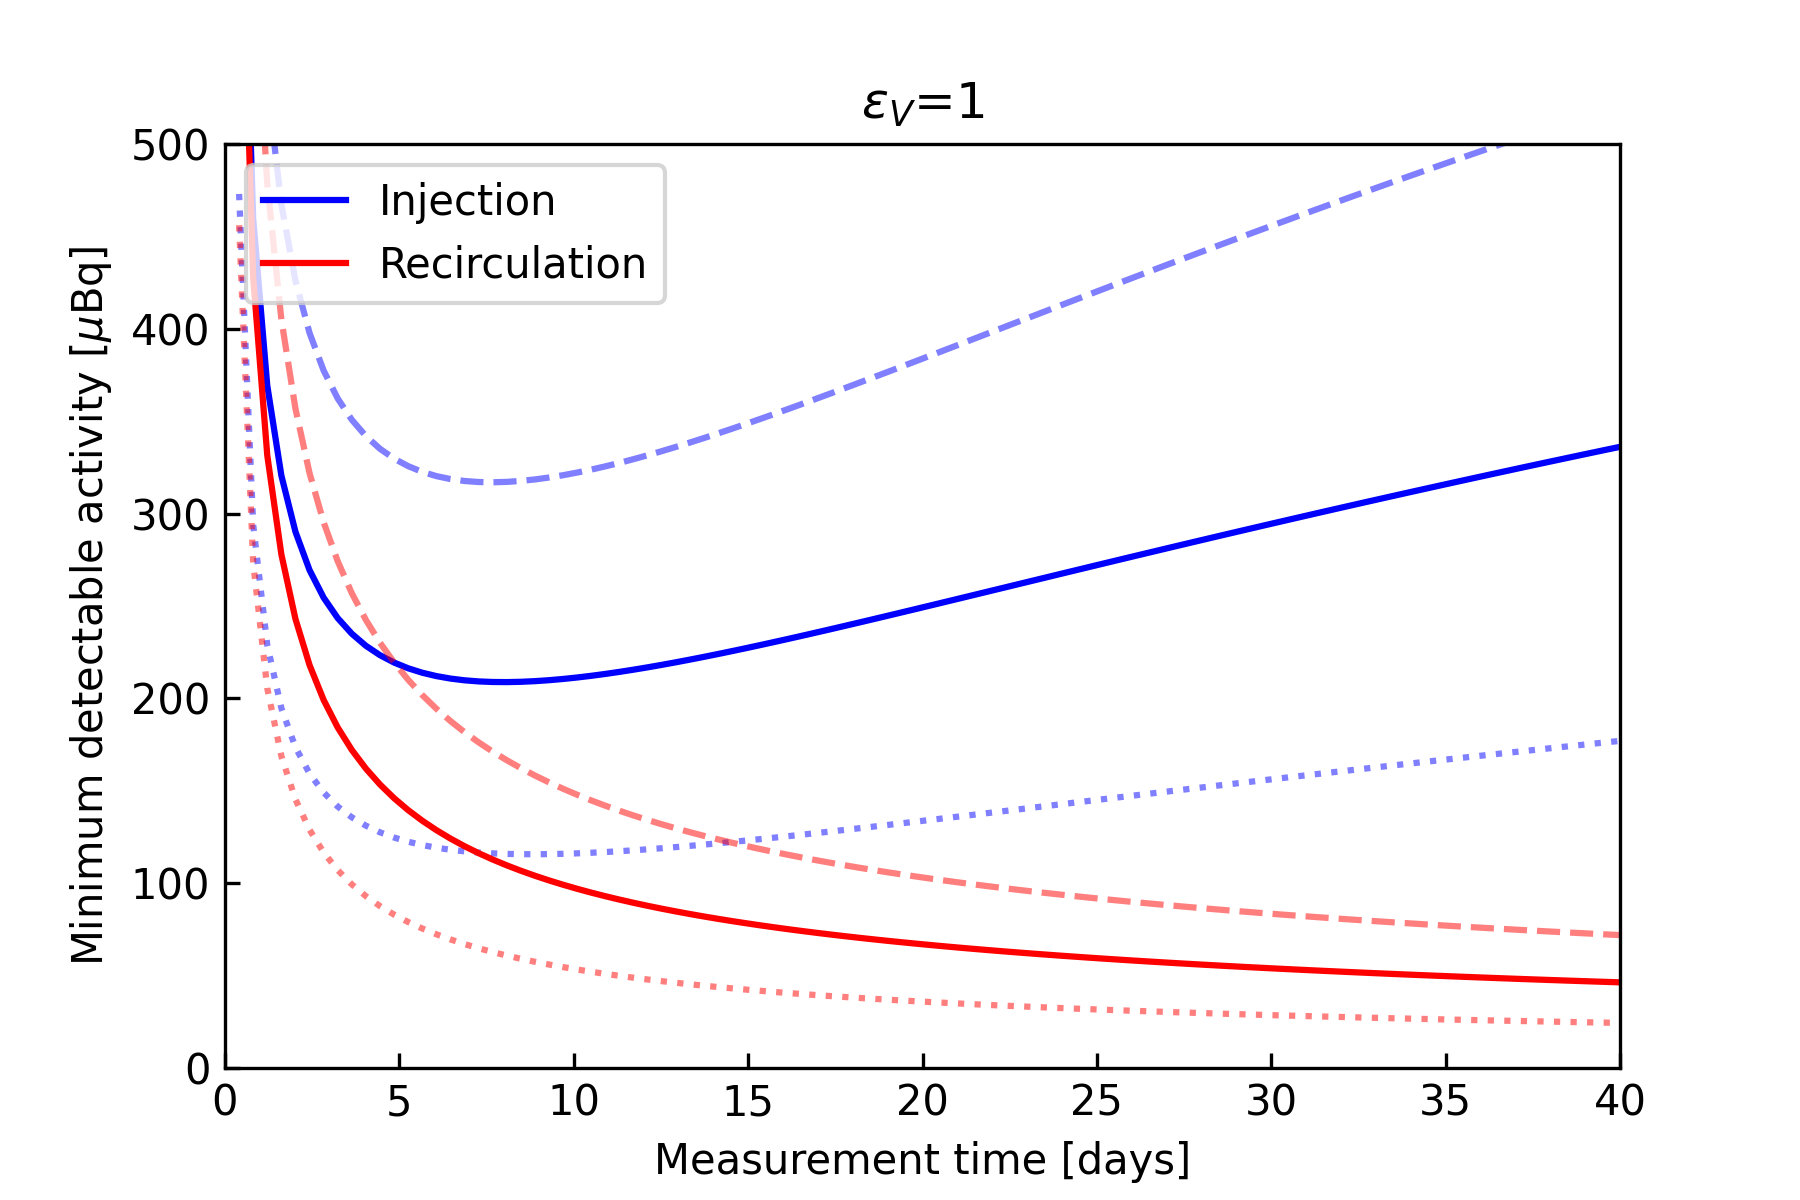 ε_V=1
Minimum detectable activity [μBq]
500
400
300
200
100
0
Injection
Recirculation
0 5 10 15 20 25 30 35 40
Measurement time [days]